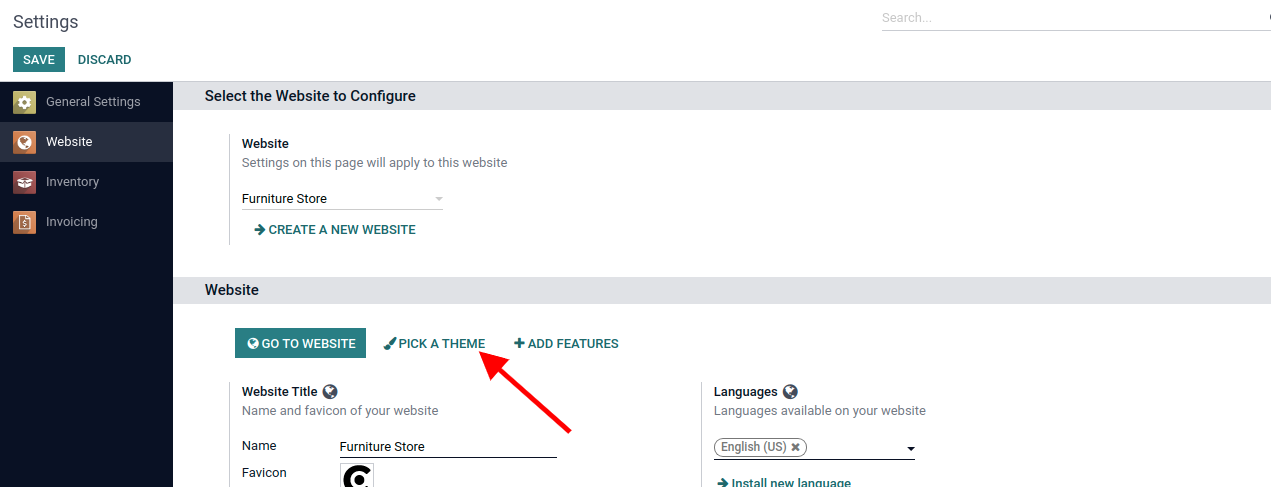 Settings
Search...
SAVE DISCARD
General Settings
Website
Inventory
Invoicing
Select the Website to Configure
Website
Settings on this page will apply to this website
Furniture Store
CREATE A NEW WEBSITE
Website
GO TO WEBSITE PICK A THEME ADD FEATURES
Website Title
Name and favicon of your website
Name Furniture Store
Favicon
Languages
Languages available on your website
English (US)
Install new language